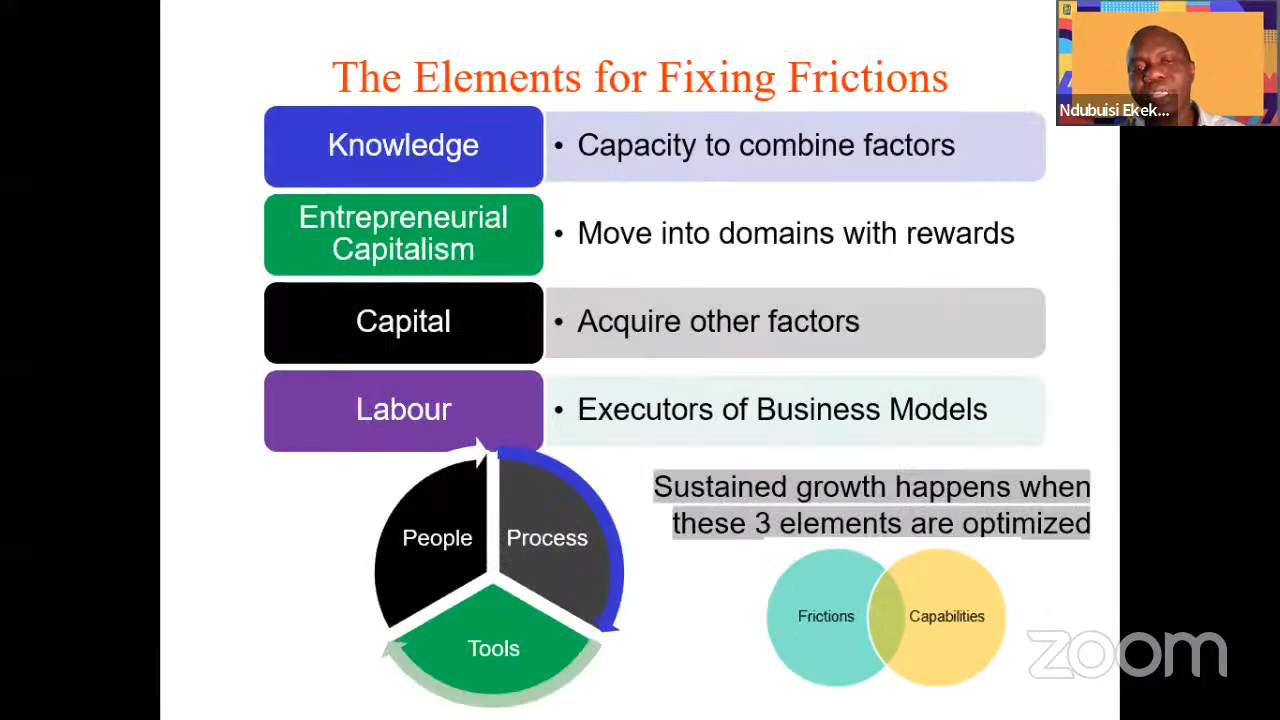 The Elements for Fixing Frictions
Ndubuisi Ekek...
Knowledge
• Capacity to combine factors
Entrepreneurial
Capitalism
• Move into domains with rewards
Capital
• Acquire other factors
Labour
• Executors of Business Models
People
Process
Tools
Sustained growth happens when
these 3 elements are optimized
Frictions
Capabilities
zoom